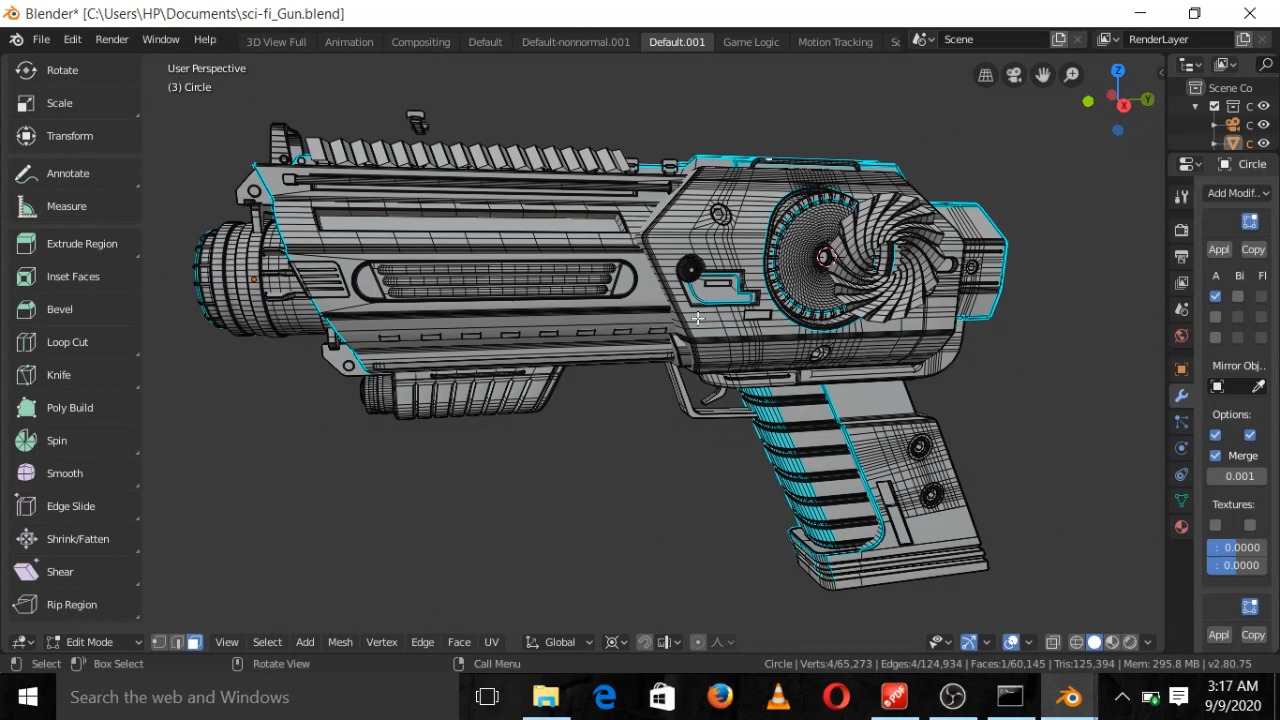 Blender* [C:\Users\HP\Documents\sci-fi_Gun.blend]
File Edit Render Window Help 3D View Full Animation Compositing Default Default-nonnormal.001 Default.001 Game Logic Motion Tracking Sc Scene RenderLayer
Rotate
Scale
Transform
Annotate
Measure
Extrude Region
Inset Faces
Bevel
Loop Cut
Knife
Poly Build
Spin
Smooth
Edge Slide
Shrink/Fatten
Shear
Rip Region
User Perspective
(3) Circle
Z
Y
X
Scene Co
C
C
Circle
Add Modif...
Appl Copy
A Bi Fl
Mirror Obj..
Options:
Merge
0.001
Textures:
: 0.0000
: 0.0000
Appl Copy
Edit Mode View Select Add Mesh Vertex Edge Face UV Global
Select Box Select Rotate View Call Menu Circle | Verts:4/65,273 | Edges:4/124,934 | Faces:1/60,145 | Tris:125,394 | Mem: 295.8 MB | v2.80.75
Search the web and Windows
PDF
3:17 AM
9/9/2020